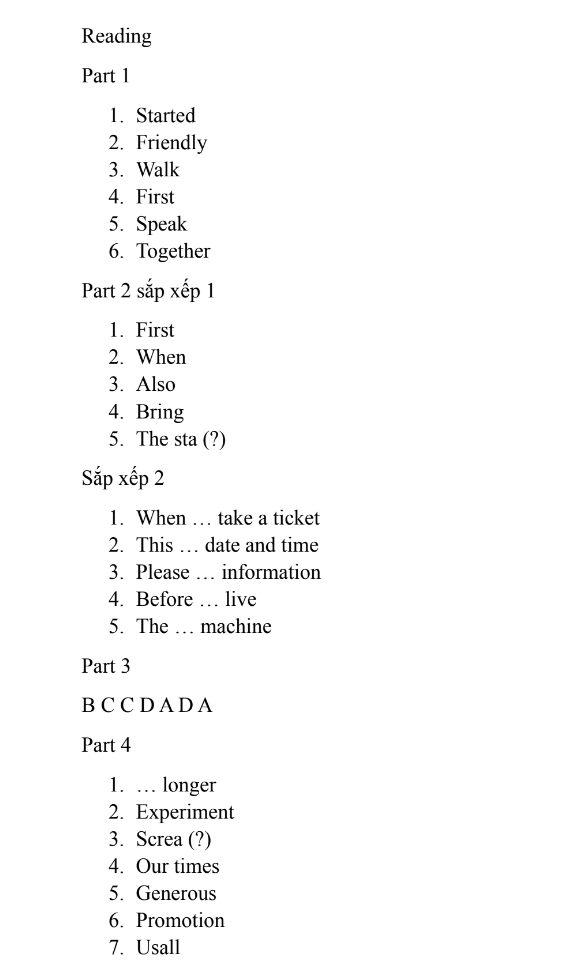 Reading
Part 1
1. Started
2. Friendly
3. Walk
4. First
5. Speak
6. Together
Part 2 sắp xếp 1
1. First
2. When
3. Also
4. Bring
5. The sta (?)
Sắp xếp 2
1. When … take a ticket
2. This … date and time
3. Please … information
4. Before … live
5. The … machine
Part 3
B C C D A D A
Part 4
1. … longer
2. Experiment
3. Screa (?)
4. Our times
5. Generous
6. Promotion
7. Usall